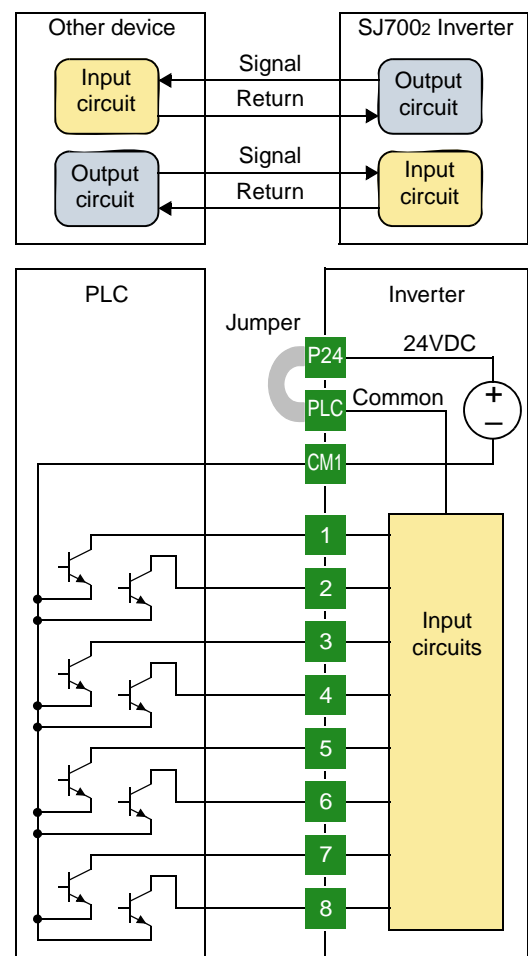 Other device
SJ7002 Inverter
Input
circuit
Signal
Return
Output
circuit
Output
circuit
Signal
Return
Input
circuit
PLC
Inverter
Jumper
P24
24VDC
PLC
Common
+
–
CM1
1
2
3
4
5
6
7
8
Input
circuits